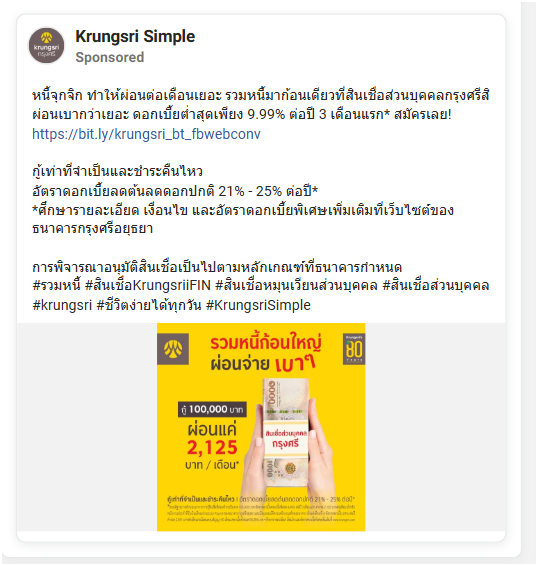 Krungsri Simple
Sponsored
krungsri
กรุงศรี
หนี้จุกจิก ทำให้ผ่อนต่อเดือนเยอะ รวมหนี้มาก้อนเดียวที่สินเชื่อส่วนบุคคลกรุงศรีสิ
ผ่อนเบากว่าเยอะ ดอกเบี้ยต่ำสุดเพียง 9.99% ต่อปี 3 เดือนแรก* สมัครเลย!
https://bit.ly/krungsri_bt_fbwebconv
กู้เท่าที่จำเป็นและชำระคืนไหว
อัตราดอกเบี้ยลดต้นลดดอกปกติ 21% - 25% ต่อปี*
*ศึกษารายละเอียด เงื่อนไข และอัตราดอกเบี้ยพิเศษเพิ่มเติมที่เว็บไซต์ของ
ธนาคารกรุงศรีอยุธยา
การพิจารณาอนุมัติสินเชื่อเป็นไปตามหลักเกณฑ์ที่ธนาคารกำหนด
#รวมหนี้ #สินเชื่อKrungsriiFIN #สินเชื่อหมุนเวียนส่วนบุคคล #สินเชื่อส่วนบุคคล
#krungsri #ชีวิตง่ายได้ทุกวัน #KrungsriSimple
รวมหนี้ก้อนใหญ่
ผ่อนจ่าย เบาๆ
krungsri
80
กู้ 100,000 บาท
ผ่อนแค่
2,125
บาท / เดือน*
สินเชื่อส่วนบุคคล
กรุงศรี
1000
กู้เท่าที่จำเป็นและชำระคืนไหว | อัตราดอกเบี้ยลดต้นลดดอกปกติ 21% - 25% ต่อปี*